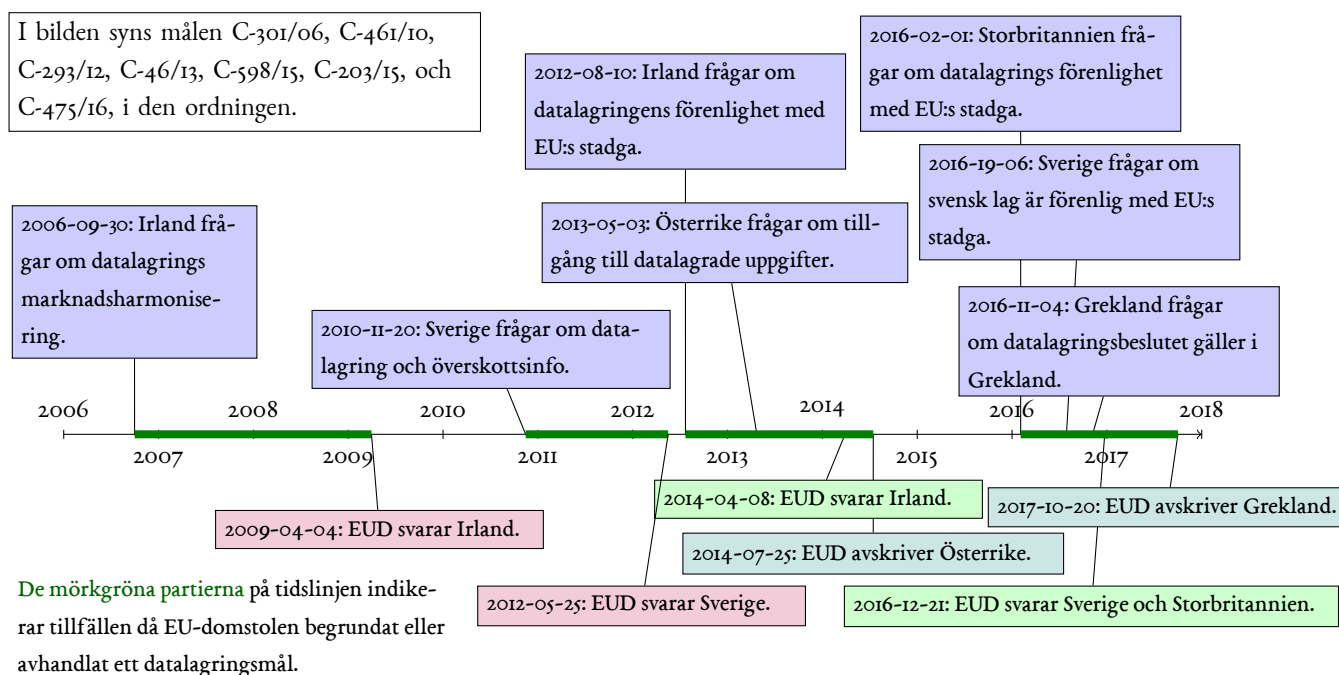 I bilden syns målen C-301/06, C-461/10,
C-293/12, C-46/13, C-598/15, C-203/15, och
C-475/16, i den ordningen.
2016-02-01: Storbritannien frå-
gar om datalagrings förenlighet
med EU:s stadga.
2012-08-10: Irland frågar om
datalagringens förenlighet med
EU:s stadga.
2016-19-06: Sverige frågar om
svensk lag är förenlig med EU:s
stadga.
2006-09-30: Irland frå-
gar om datalagrings
marknadsharmonise-
ring.
2013-05-03: Österrike frågar om till-
gång till datalagrade uppgifter.
2016-11-04: Grekland frågar
om datalagringsbeslutet gäller i
Grekland.
2010-11-20: Sverige frågar om data-
lagring och överskottsinfo.
2006 2008 2010 2012 2014 2016 2018
2007 2009 2011 2013 2015 2017
2014-04-08: EUD svarar Irland.
2017-10-20: EUD avskriver Grekland.
2009-04-04: EUD svarar Irland.
2014-07-25: EUD avskriver Österrike.
2012-05-25: EUD svarar Sverige.
2016-12-21: EUD svarar Sverige och Storbritannien.
De mörkgröna partierna på tidslinjen indike-
rar tillfällen då EU-domstolen begrundat eller
avhandlat ett datalagringsmål.